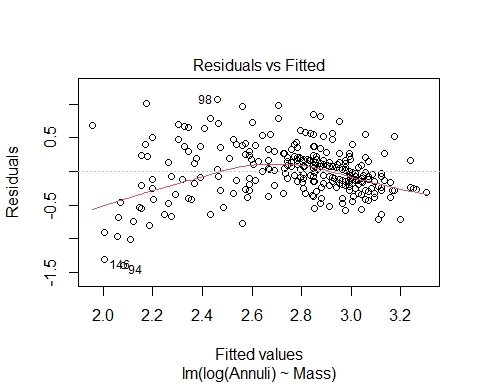 Residuals vs Fitted
Residuals
0.5
-0.5
-1.5
98
146
94
2.0 2.2 2.4 2.6 2.8 3.0 3.2
Fitted values
lm(log(Annuli) ~ Mass)